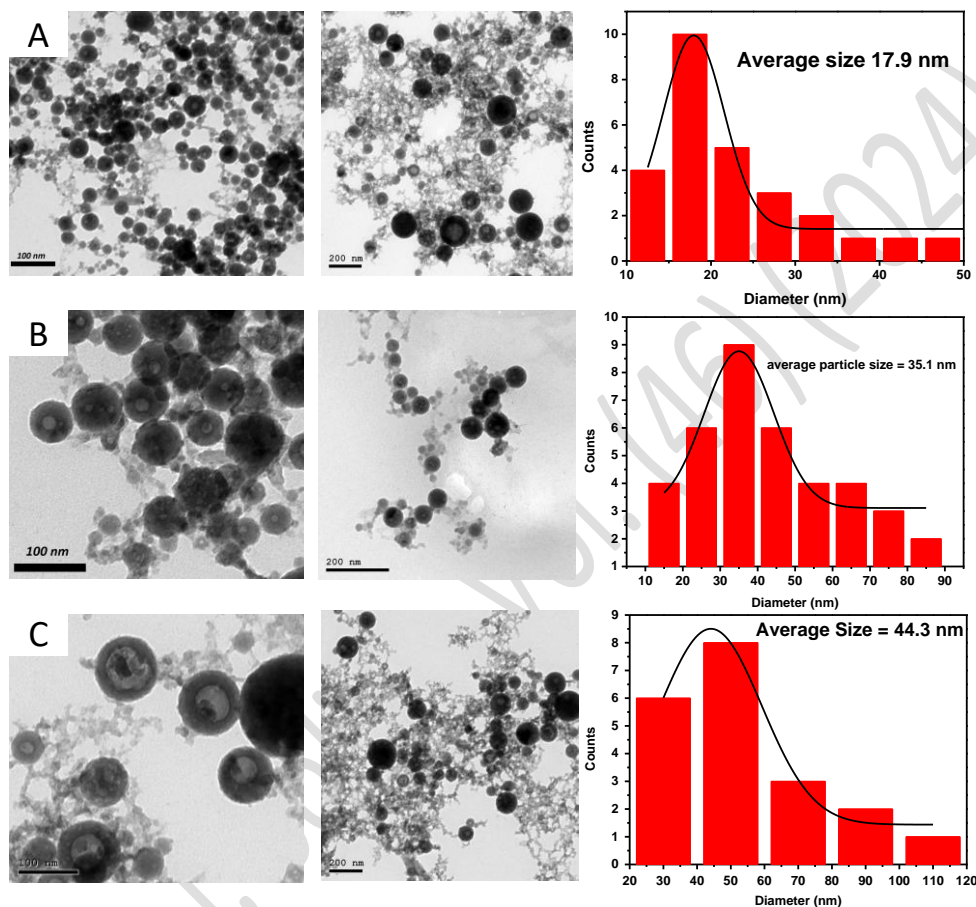 A
100 nm
200 nm
Average size 17.9 nm
Counts
10
8
6
4
2
0
10 20 30 40 50
Diameter (nm)
B
100 nm
200 nm
average particle size = 35.1 nm
Counts
10
9
8
7
6
5
4
3
2
1
10 20 30 40 50 60 70 80 90
Diameter (nm)
C
100 nm
200 nm
Average Size = 44.3 nm
Counts
9
8
7
6
5
4
3
2
1
0
20 30 40 50 60 70 80 90 100 110 120
Diameter (nm)
Vol. (46) (2024)